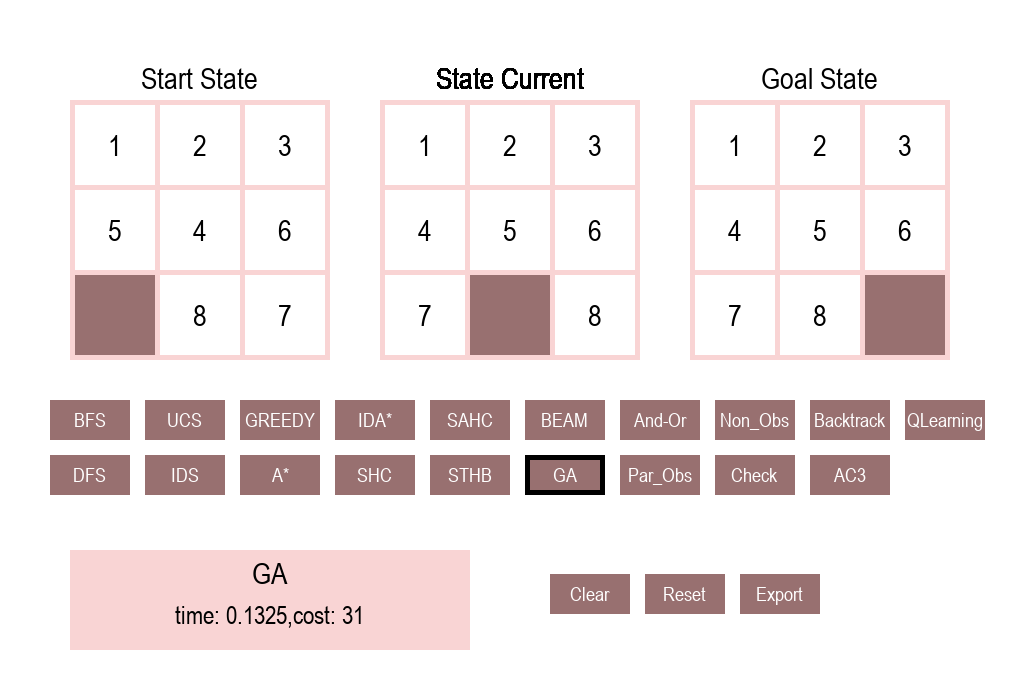 Start State State Current Goal State
1 2 3 1 2 3 1 2 3
5 4 6 4 5 6 4 5 6
8 7 7 8 7 8
BFS UCS GREEDY IDA* SAHC BEAM And-Or Non_Obs Backtrack QLearning
DFS IDS A* SHC STHB GA Par_Obs Check AC3
GA
time: 0.1325,cost: 31
Clear Reset Export